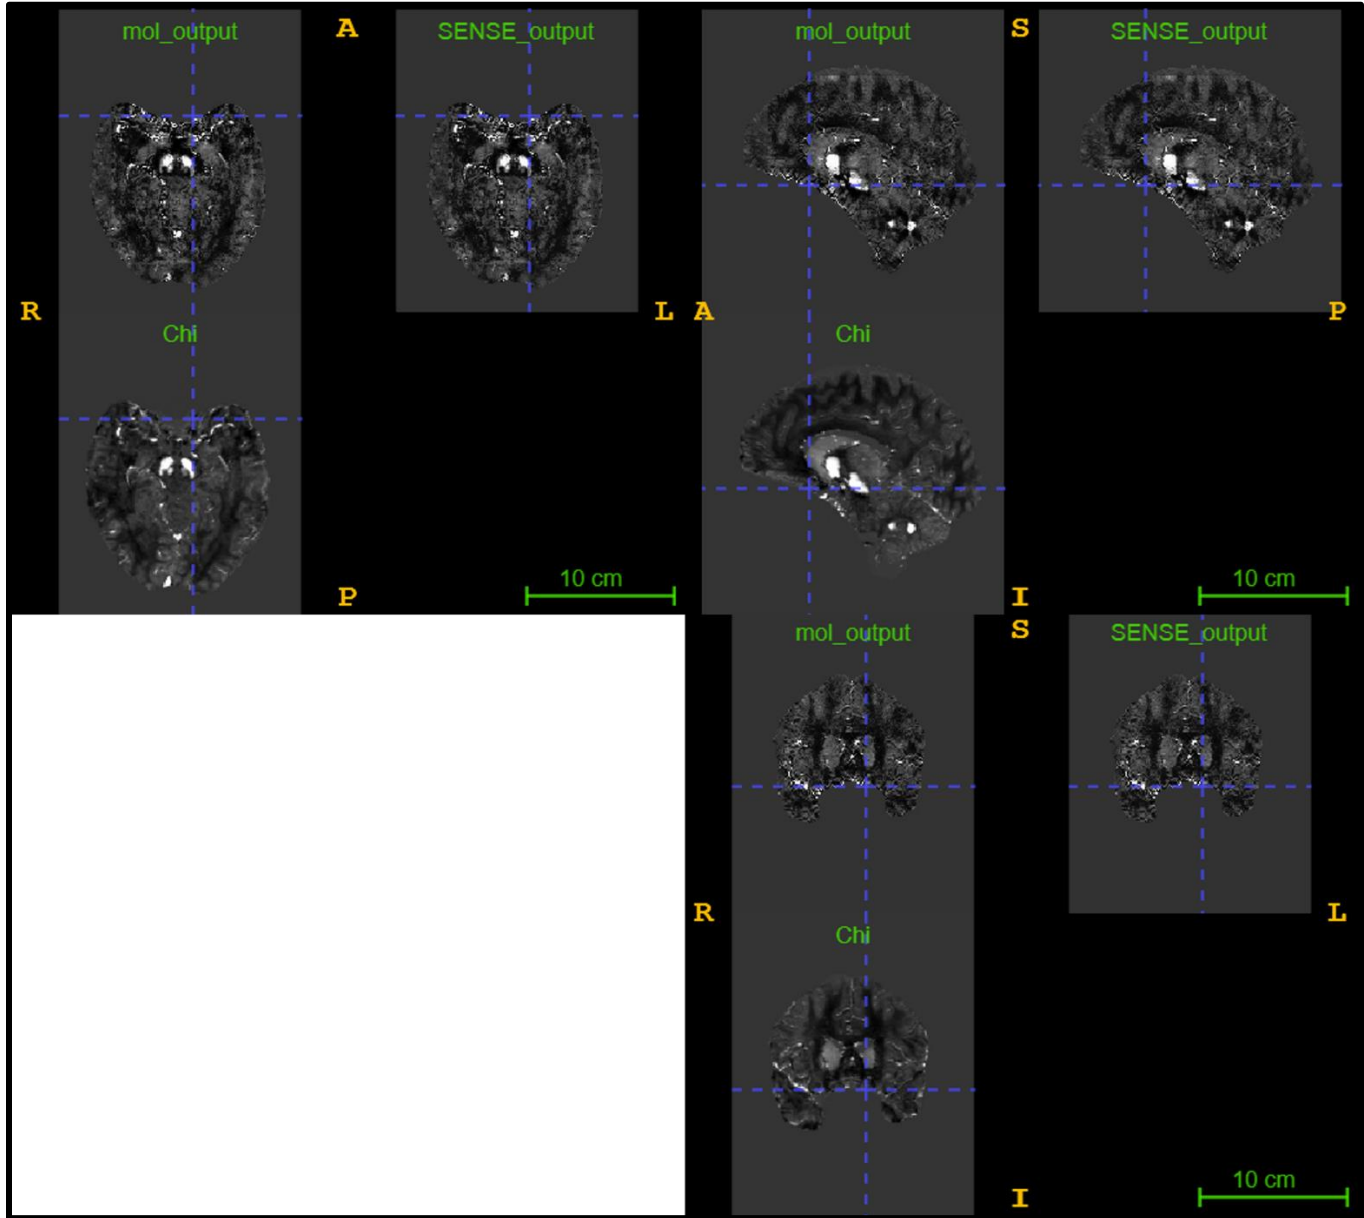 mol_output A SENSE_output
R L
Chi
10 cm
P
mol_output S SENSE_output
A P
Chi
10 cm
I
mol_output S SENSE_output
R L
Chi
10 cm
I